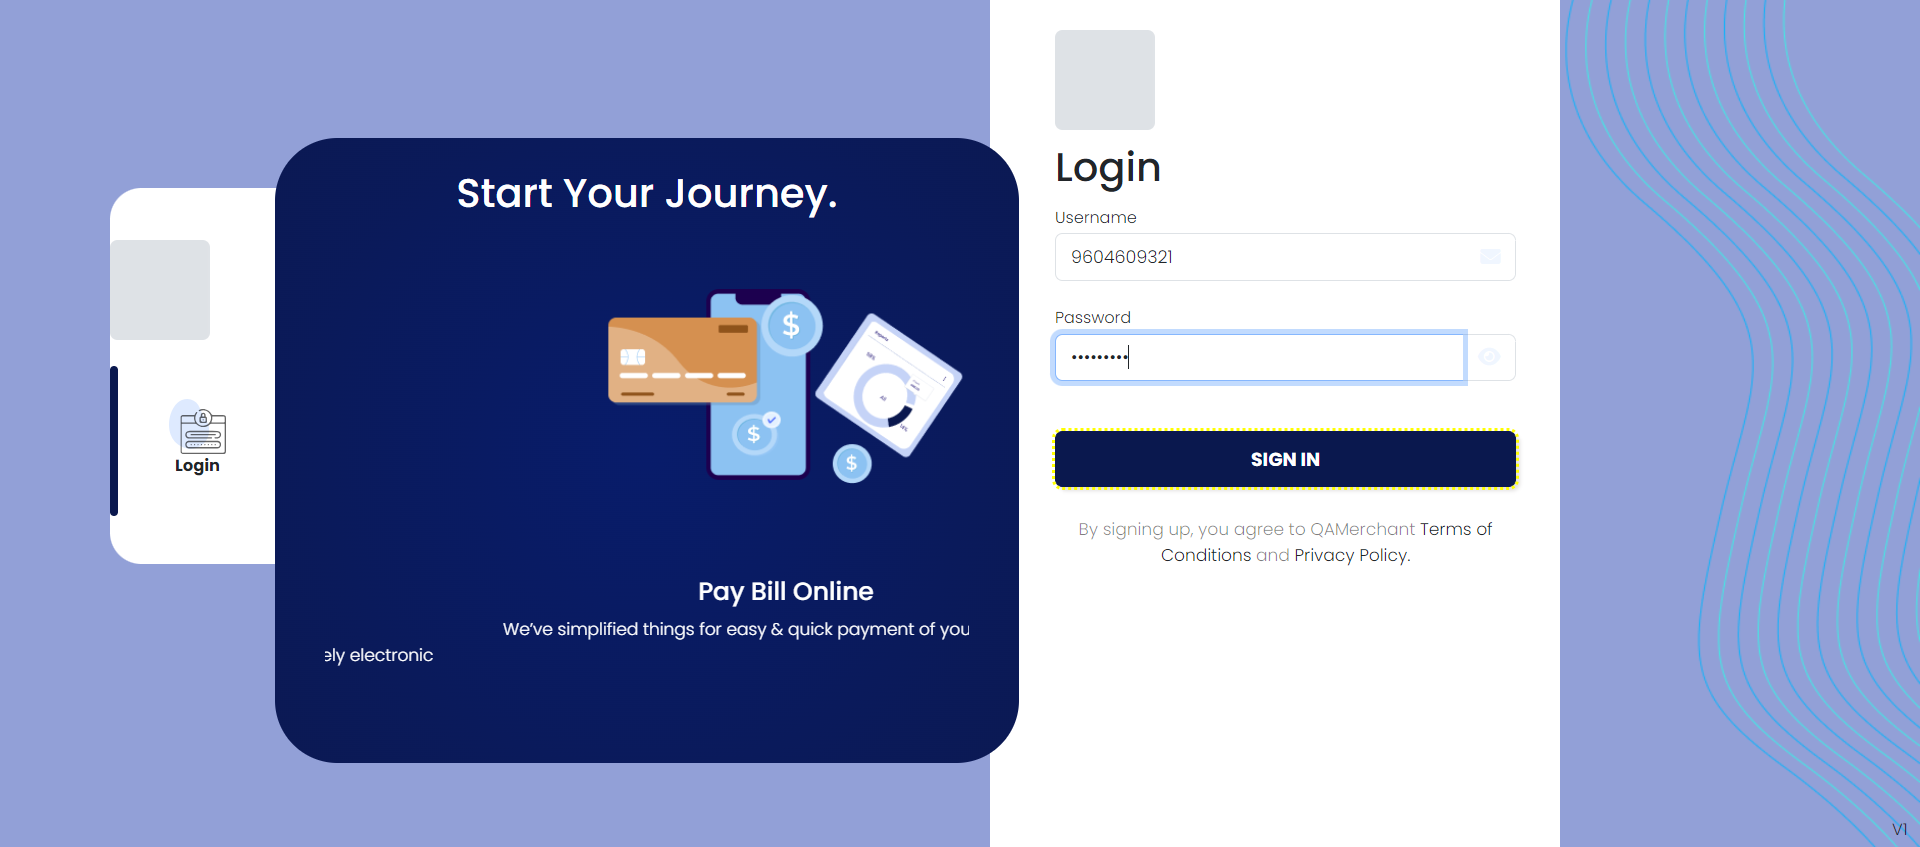 Start Your Journey.
Login
Pay Bill Online
We've simplified things for easy & quick payment of you
ely electronic
Login
Username
9604609321
Password
•••••••••
SIGN IN
By signing up, you agree to QAMerchant Terms of
Conditions and Privacy Policy.
V1